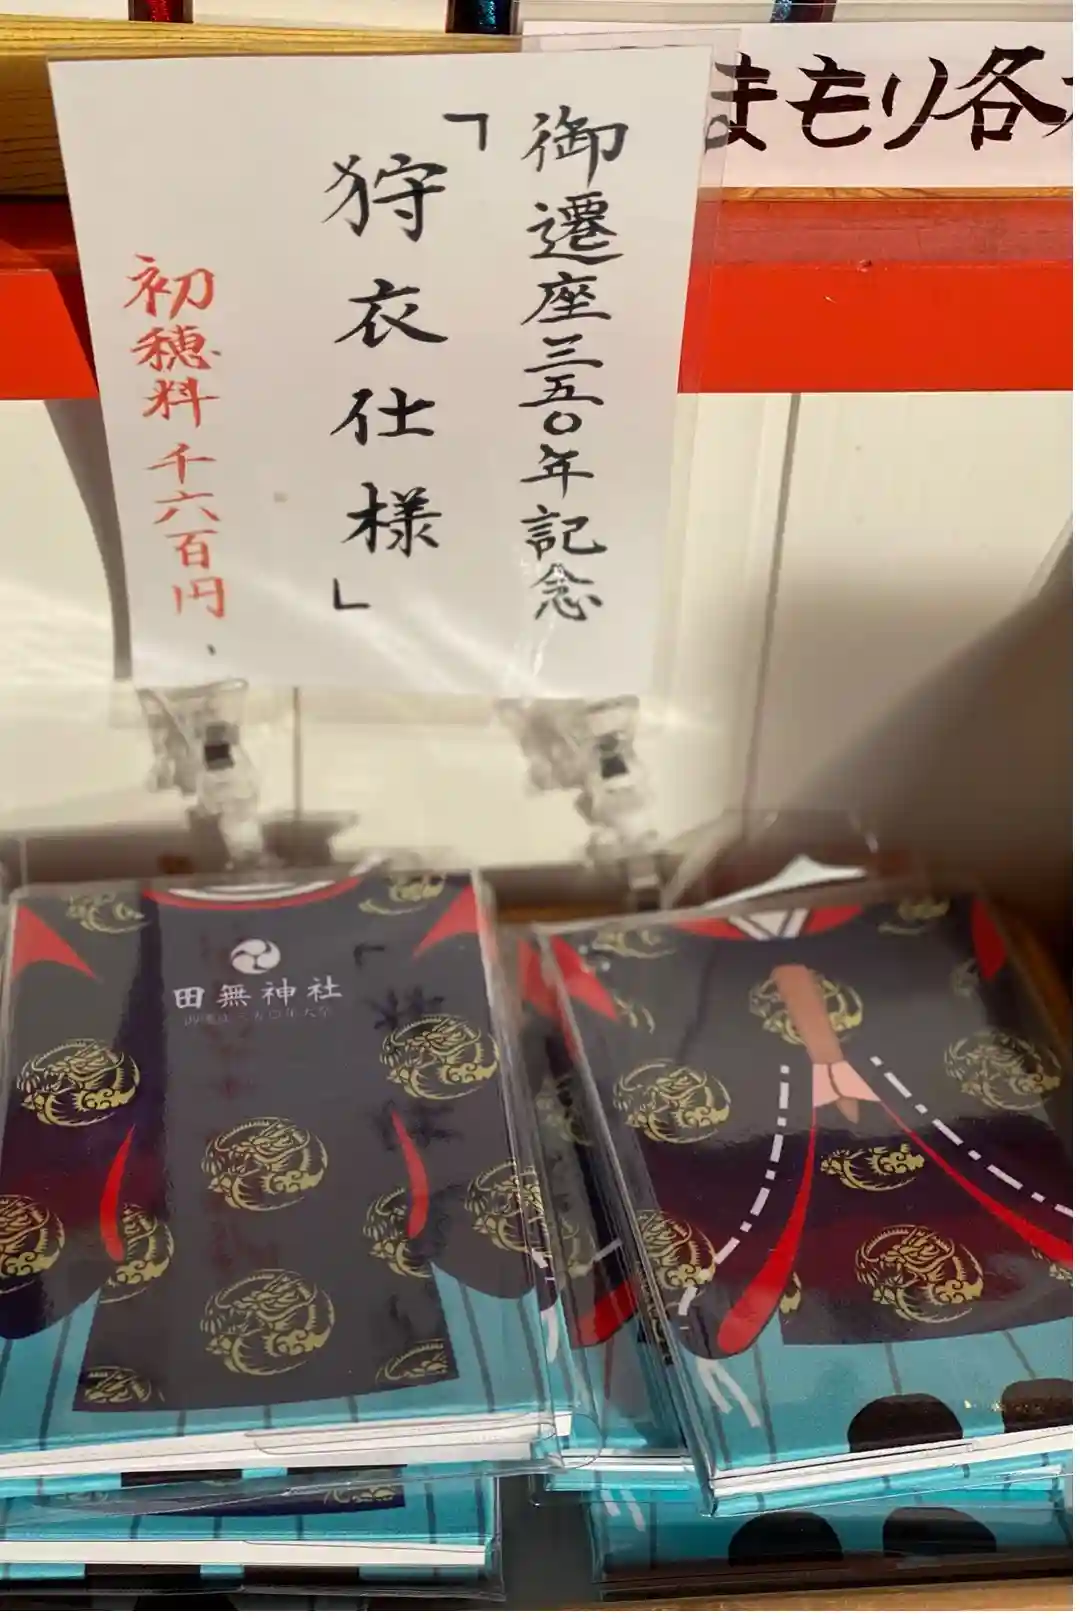 まもり各
御遷座三五〇年記念
「狩衣仕様」
初穂料千六百円
田無神社